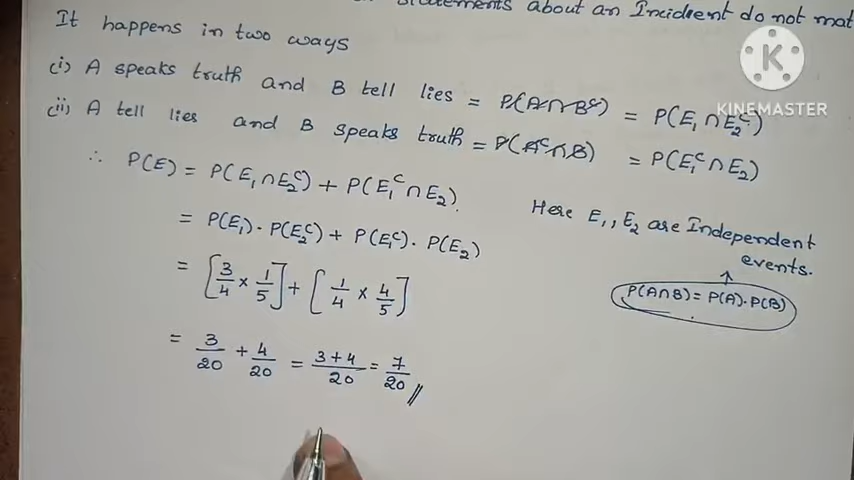 statements about an Incident do not mat
It happens in two ways
(i) A speaks truth and B tell lies = P(A∩B^c) = P(E₁∩E₂^c)
(ii) A tell lies and B speaks truth = P(A^c∩B) = P(E₁^c∩E₂)
∴ P(E) = P(E₁∩E₂^c) + P(E₁^c∩E₂).
Here E₁, E₂ are Independent events.
= P(E₁)·P(E₂^c) + P(E₁^c)·P(E₂)
= [3/4 × 1/5] + [1/4 × 4/5]
P(A∩B) = P(A)·P(B)
= 3/20 + 4/20 = 3+4/20 = 7/20 //
K
KINEMASTER